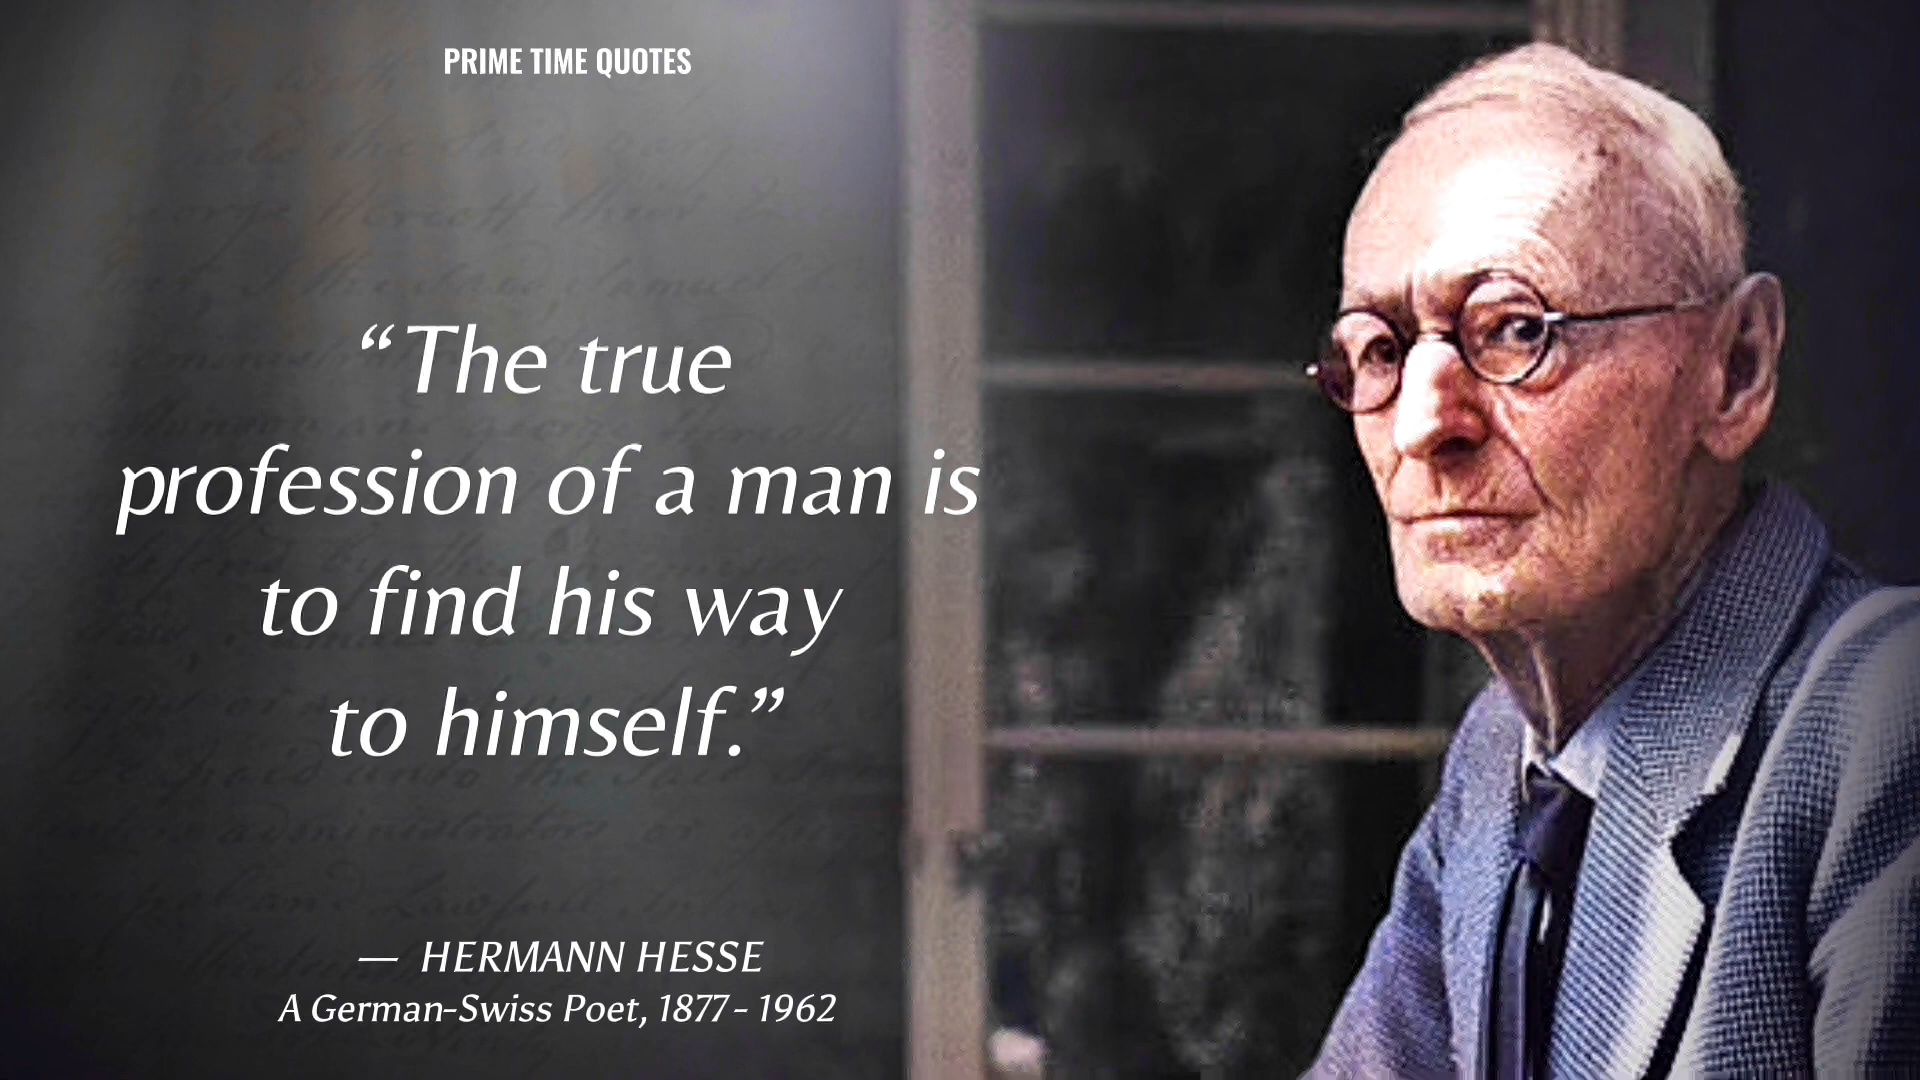 PRIME TIME QUOTES
“The true
profession of a man is
to find his way
to himself.”
— HERMANN HESSE
A German-Swiss Poet, 1877 - 1962